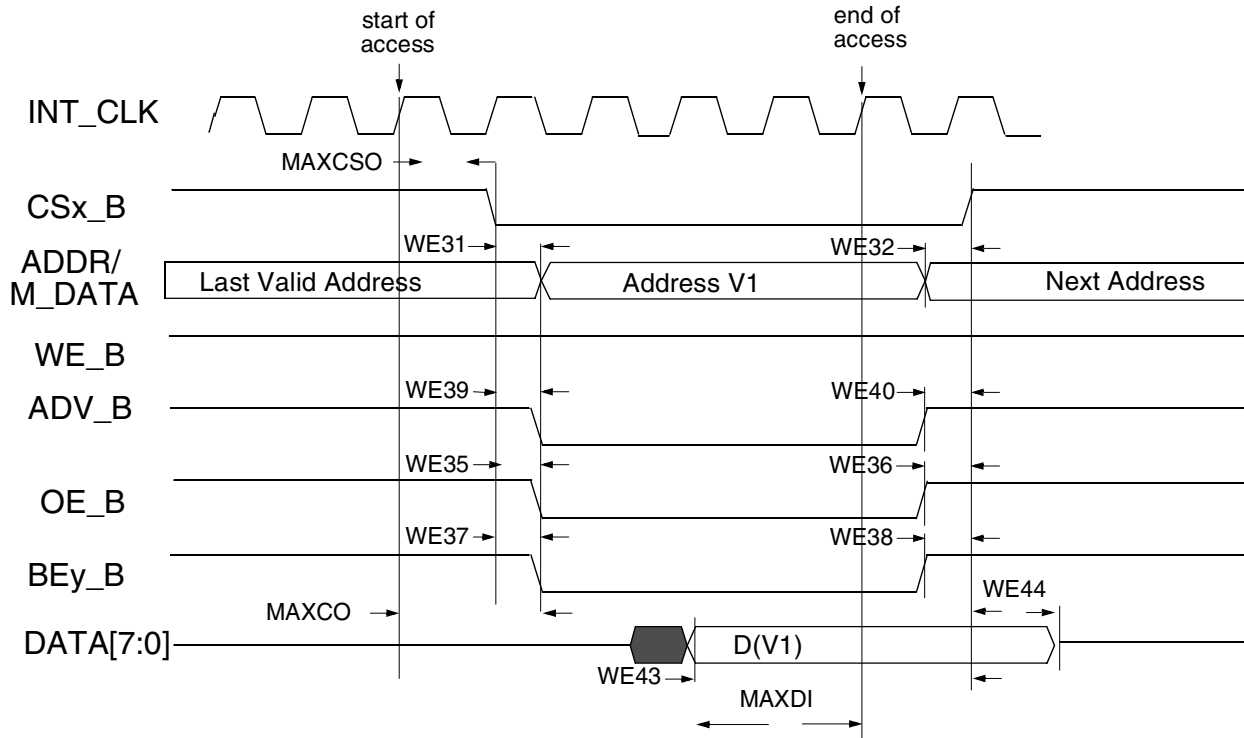 start of
access
end of
access
INT_CLK
MAXCSO
CSx_B
WE31
WE32
ADDR/
M_DATA
Last Valid Address
Address V1
Next Address
WE_B
WE39
WE40
ADV_B
WE35
WE36
OE_B
WE37
WE38
BEy_B
WE44
MAXCO
DATA[7:0]
D(V1)
WE43
MAXDI